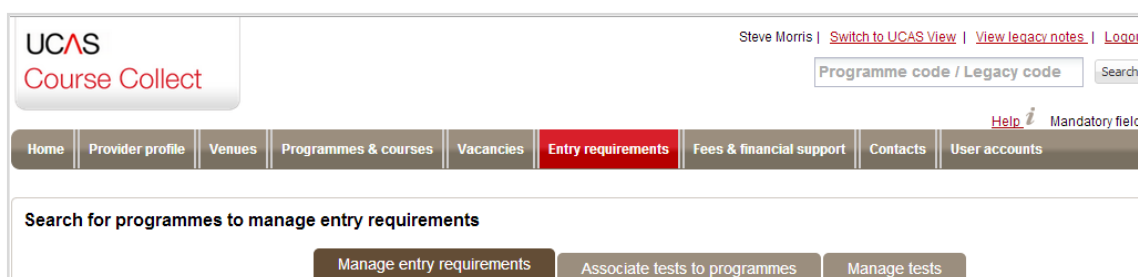 UCAS
Course Collect
Steve Morris | Switch to UCAS View | View legacy notes |
Programme code / Legacy code Search
Help i Mandatory
Home Provider profile Venues Programmes & courses Vacancies Entry requirements Fees & financial support Contacts User accounts
Search for programmes to manage entry requirements
Manage entry requirements Associate tests to programmes Manage tests